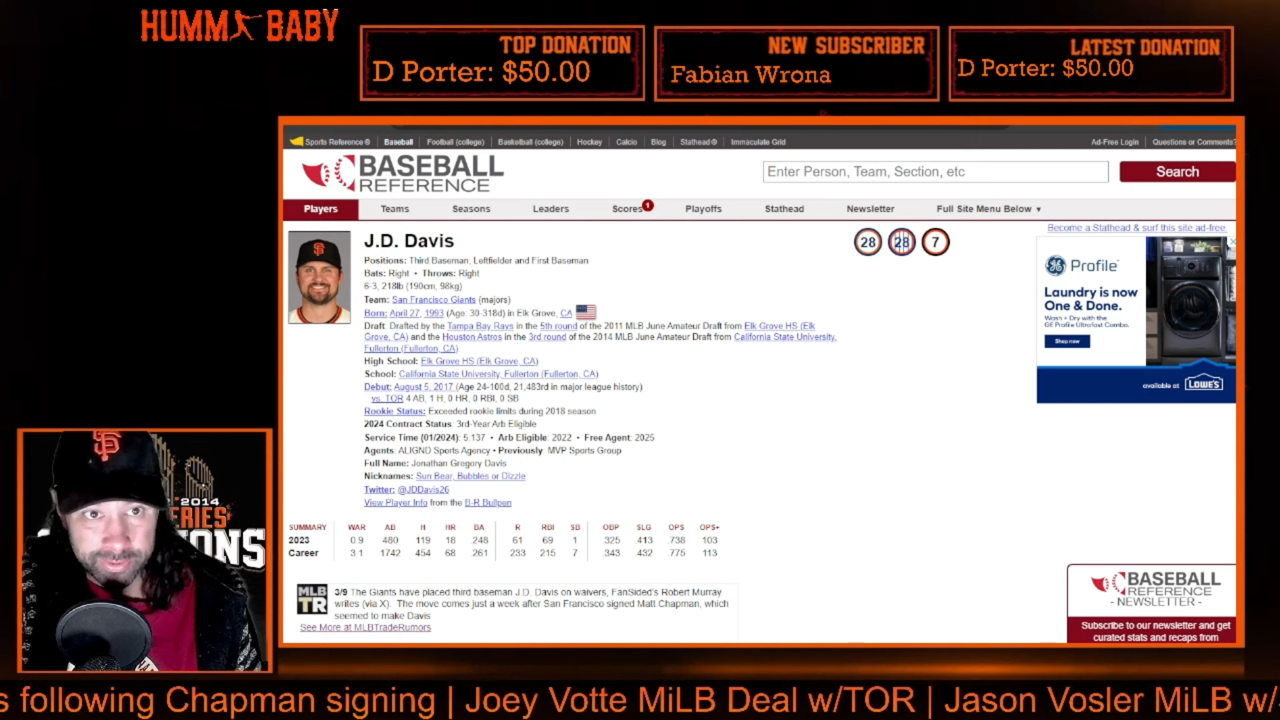 HUMM BABY
TOP DONATION
D Porter: $50.00
NEW SUBSCRIBER
Fabian Wrona
LATEST DONATION
D Porter: $50.00
Sports Reference ® Baseball Football (college) Basketball (college) Hockey Calcio Blog Stathead ® Immaculate Grid Ad-Free Login Questions or Comments?
BASEBALL
REFERENCE
Enter Person, Team, Section, etc
Search
Players Teams Seasons Leaders Scores 1 Playoffs Stathead Newsletter Full Site Menu Below ▼
Become a Stathead & surf this site ad-free.
J.D. Davis
28 28 7
Positions: Third Baseman, Leftfielder and First Baseman
Bats: Right • Throws: Right
6-3, 218lb (190cm, 98kg)
Team: San Francisco Giants (majors)
Born: April 27, 1993 (Age: 30-318d) in Elk Grove, CA
Draft: Drafted by the Tampa Bay Rays in the 5th round of the 2011 MLB June Amateur Draft from Elk Grove HS (Elk
Grove, CA) and the Houston Astros in the 3rd round of the 2014 MLB June Amateur Draft from California State University,
Fullerton (Fullerton, CA)
High School: Elk Grove HS (Elk Grove, CA)
School: California State University, Fullerton (Fullerton, CA)
Debut: August 5, 2017 (Age 24-100d, 21,483rd in major league history)
vs. TOR 4 AB, 1 H, 0 HR, 0 RBI, 0 SB
Rookie Status: Exceeded rookie limits during 2018 season
2024 Contract Status: 3rd-Year Arb Eligible
Service Time (01/2024): 5.137 • Arb Eligible: 2022 • Free Agent: 2025
Agents: ALIGND Sports Agency • Previously: MVP Sports Group
Full Name: Jonathan Gregory Davis
Nicknames: Sun Bear, Bubbles or Dizzle
Twitter: @JDDavis26
View Player Info from the B-R Bullpen
SUMMARY WAR AB H HR BA R RBI SB OBP SLG OPS OPS+
2023 0.9 480 119 18 .248 61 69 1 .325 .413 .738 103
Career 3.1 1742 454 68 .261 233 215 7 .343 .432 .775 113
MLB
TR
3/9 The Giants have placed third baseman J.D. Davis on waivers, FanSided's Robert Murray
writes (via X). The move comes just a week after San Francisco signed Matt Chapman, which
seemed to make Davis
See More at MLBTradeRumors
GE Profile
Laundry is now
One & Done.
Wash + Dry with the
GE Profile UltraFast Combo.
Shop now
available at LOWE'S
BASEBALL
REFERENCE
- NEWSLETTER -
Subscribe to our newsletter and get
curated stats and recaps from
SF
2014
ERIES
ONS
s following Chapman signing | Joey Votte MiLB Deal w/TOR | Jason Vosler MiLB w/